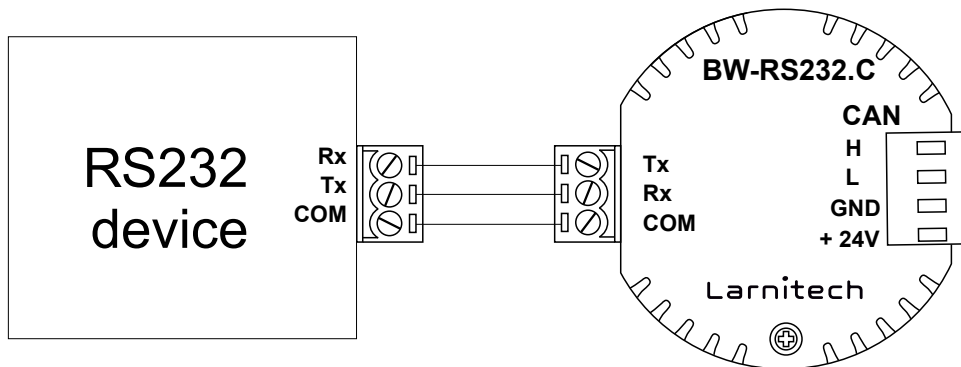 RS232
device
Rx
Tx
COM
Tx
Rx
COM
BW-RS232.C
CAN
H
L
GND
+ 24V
Larnitech